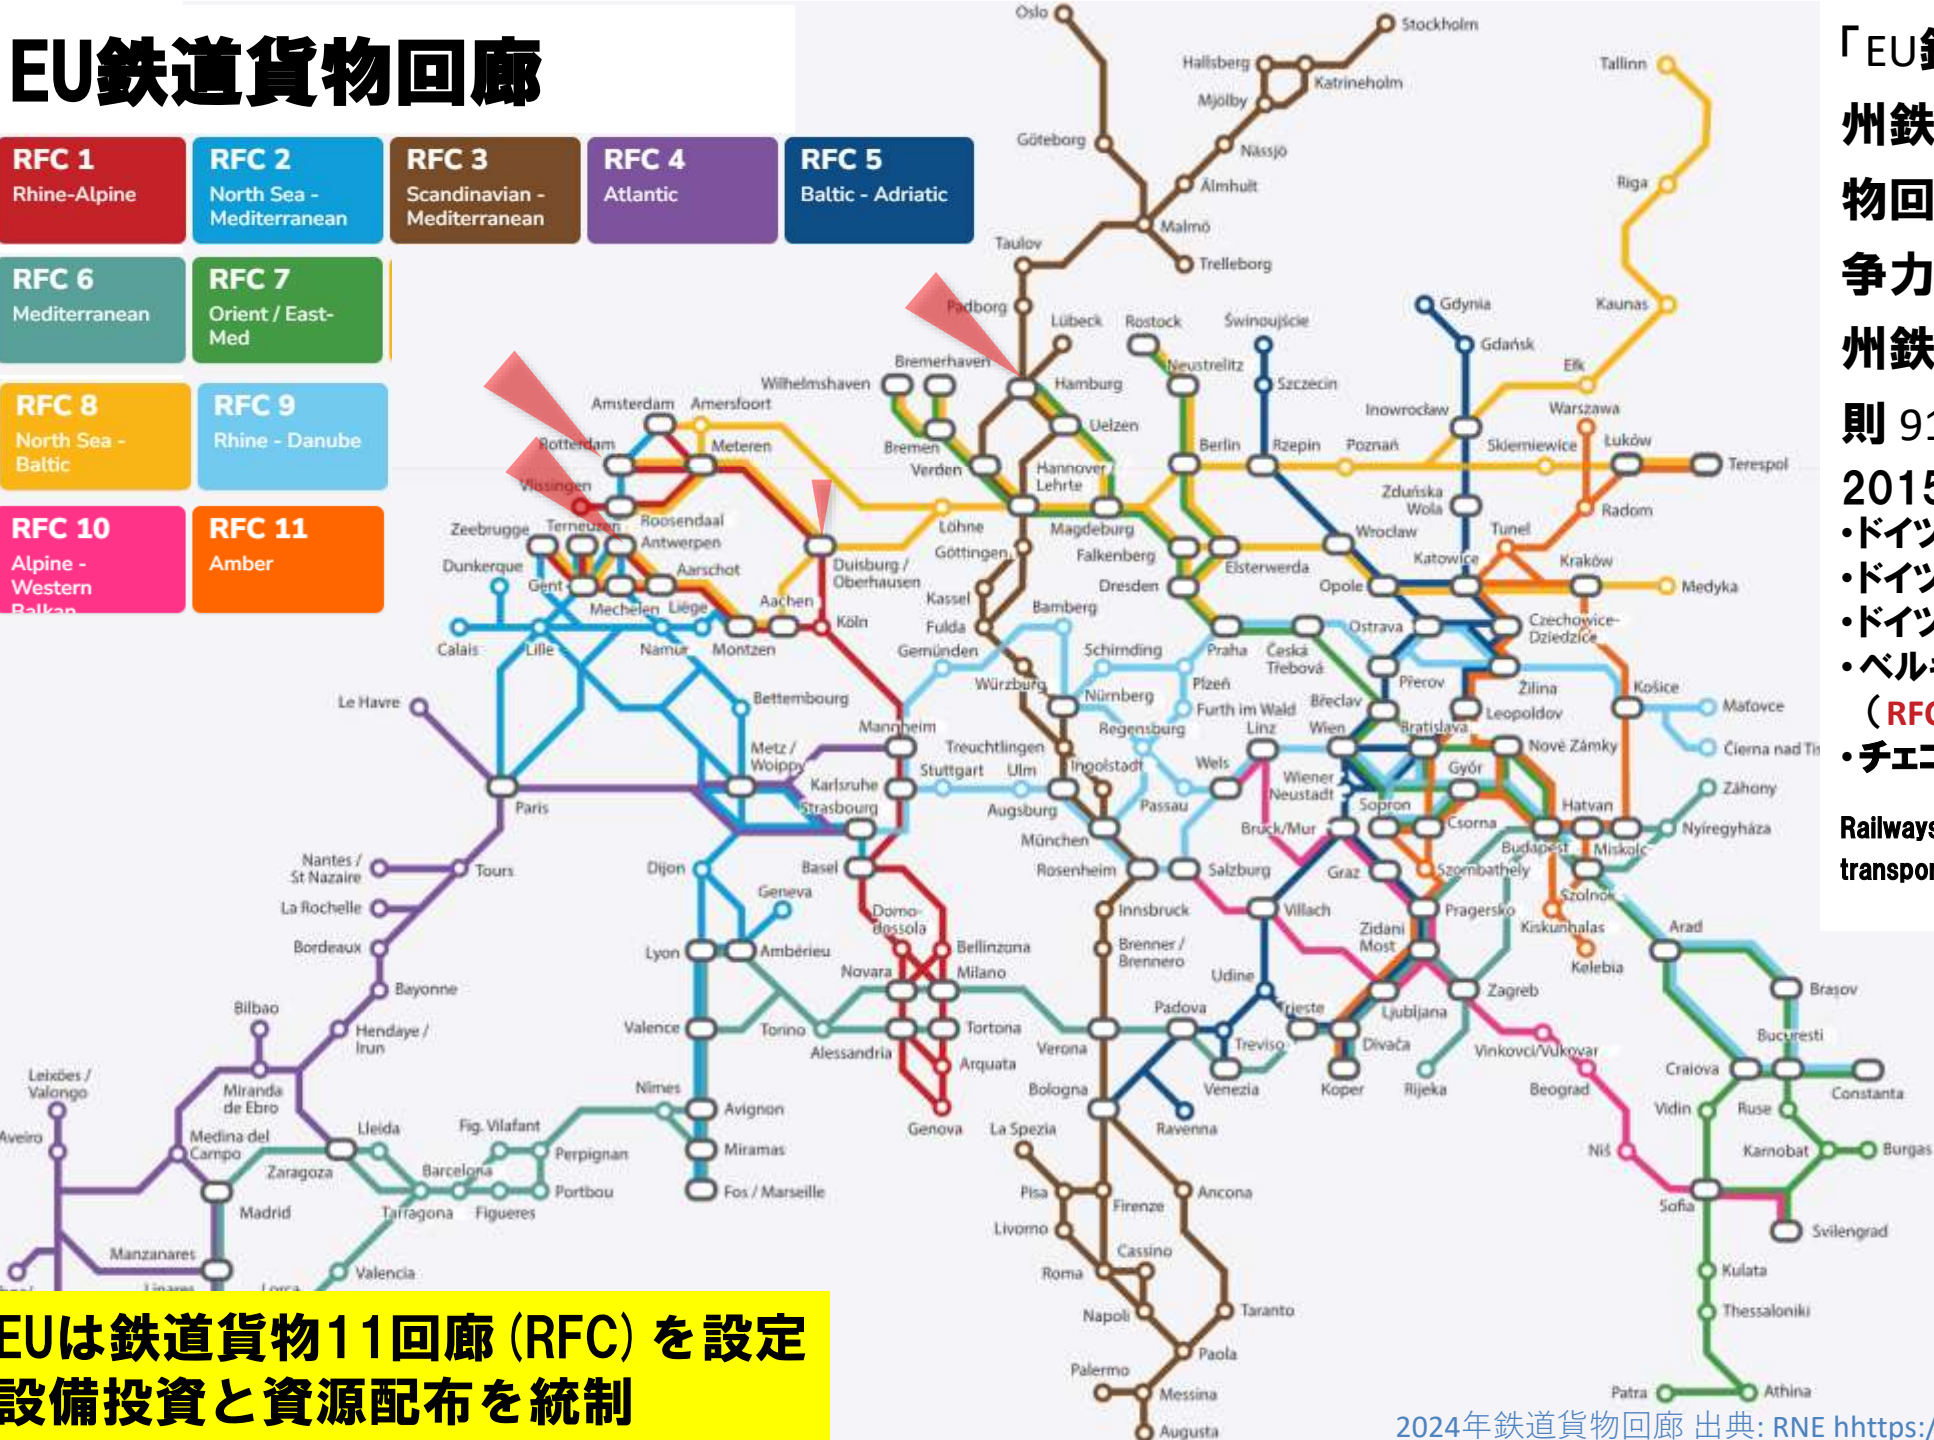 EU鉄道貨物回廊
RFC 1
Rhine-Alpine
RFC 2
North Sea -
Mediterranean
RFC 3
Scandinavian -
Mediterranean
RFC 4
Atlantic
RFC 5
Baltic - Adriatic
RFC 6
Mediterranean
RFC 7
Orient / East-
Med
RFC 8
North Sea -
Baltic
RFC 9
Rhine - Danube
RFC 10
Alpine -
Western
Balkan
RFC 11
Amber
Oslo
Stockholm
Hallsberg
Katrineholm
Mjölby
Göteborg
Nässjö
Älmhult
Malmö
Taulov
Trelleborg
Padborg
Tallinn
Riga
Kaunas
Ełk
Lübeck
Rostock
Świnoujście
Gdynia
Gdańsk
Bremerhaven
Wilhelmshaven
Hamburg
Neustrelitz
Szczecin
Amsterdam
Amersfoort
Uelzen
Inowrocław
Warszawa
Rotterdam
Meteren
Bremen
Verden
Hannover
Lehrte
Berlin
Rzepin
Poznań
Skierniewice
Łuków
Terespol
Vlissingen
Zduńska
Wola
Radom
Zeebrugge
Terneuzen
Roosendaal
Löhne
Magdeburg
Wrocław
Tunel
Antwerpen
Göttingen
Falkenberg
Elsterwerda
Katowice
Kraków
Dunkerque
Gent
Aarschot
Duisburg /
Oberhausen
Dresden
Opole
Medyka
Mechelen
Liège
Aachen
Kassel
Bamberg
Köln
Fulda
Ostrava
Czechowice-
Dziedzice
Calais
Lille
Namur
Montzen
Gemünden
Schirnding
Praha
Česká
Třebová
Würzburg
Plzeň
Přerov
Žilina
Košice
Le Havre
Bettembourg
Nürnberg
Furth im Wald
Břeclav
Leopoldov
Maťovce
Mannheim
Regensburg
Linz
Wien
Bratislava
Metz /
Woippy
Treuchtlingen
Nové Zámky
Čierna nad Tis
Karlsruhe
Stuttgart
Ulm
Ingolstadt
Wels
Wiener
Neustadt
Győr
Záhony
Paris
Strasbourg
Augsburg
Passau
Sopron
Hatvan
München
Bruck/Mur
Csorna
Nyíregyháza
Budapest
Miskolc
Nantes /
St Nazaire
Tours
Dijon
Basel
Rosenheim
Salzburg
Graz
Szombathely
Geneva
Szolnok
La Rochelle
Domo-
dossola
Innsbruck
Villach
Pragersko
Kiskunhalas
Arad
Bordeaux
Lyon
Ambérieu
Bellinzona
Brenner /
Brennero
Zidani
Most
Kelebia
Novara
Milano
Udine
Bayonne
Zagreb
Brașov
Bilbao
Padova
Trieste
Ljubljana
Hendaye /
Irun
Valence
Torino
Tortona
București
Alessandria
Verona
Treviso
Divača
Vinkovci/Vukovar
Arquata
Leixões /
Valongo
Miranda
de Ebro
Nîmes
Bologna
Venezia
Koper
Rijeka
Beograd
Craiova
Constanta
Avignon
Genova
La Spezia
Ravenna
Vidin
Ruse
Aveiro
Medina del
Campo
Lleida
Fig. Vilafant
Perpignan
Miramas
Niš
Karnobat
Burgas
Zaragoza
Barcelona
Madrid
Tarragona
Figueres
Portbou
Fos / Marseille
Pisa
Firenze
Ancona
Sofia
Livorno
Svilengrad
Manzanares
Cassino
Linares
Lorca
Valencia
Roma
Kulata
Napoli
Taranto
Thessaloniki
Paola
Palermo
Messina
Patra
Athina
Augusta
EUは鉄道貨物11回廊(RFC)を設定
設備投資と資源配布を統制
2024年鉄道貨物回廊 出典: RNE hhttps:/
「EU
州鉄
物回
争力
州鉄
則 91
2015
・ドイツ
・ドイツ
・ドイツ
・ベルギ
（RFC
・チェコ
Railways
transpor